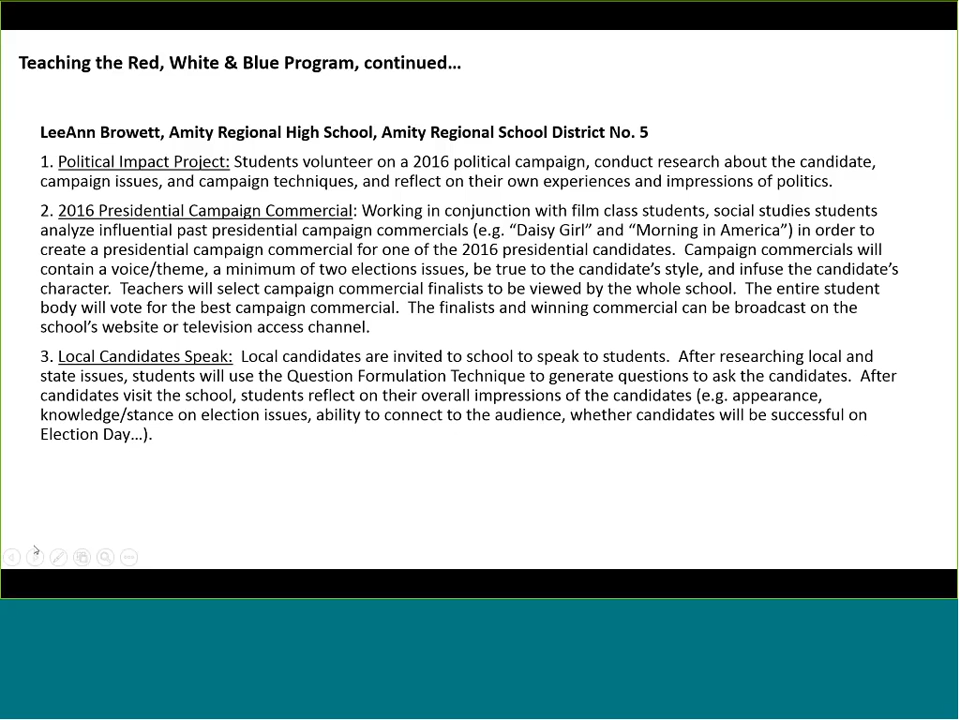 Teaching the Red, White & Blue Program, continued…
LeeAnn Browett, Amity Regional High School, Amity Regional School District No. 5
1. Political Impact Project: Students volunteer on a 2016 political campaign, conduct research about the candidate,
campaign issues, and campaign techniques, and reflect on their own experiences and impressions of politics.
2. 2016 Presidential Campaign Commercial: Working in conjunction with film class students, social studies students
analyze influential past presidential campaign commercials (e.g. “Daisy Girl” and “Morning in America”) in order to
create a presidential campaign commercial for one of the 2016 presidential candidates.  Campaign commercials will
contain a voice/theme, a minimum of two elections issues, be true to the candidate’s style, and infuse the candidate’s
character.  Teachers will select campaign commercial finalists to be viewed by the whole school.  The entire student
body will vote for the best campaign commercial.  The finalists and winning commercial can be broadcast on the
school’s website or television access channel.
3. Local Candidates Speak:  Local candidates are invited to school to speak to students.  After researching local and
state issues, students will use the Question Formulation Technique to generate questions to ask the candidates.  After
candidates visit the school, students reflect on their overall impressions of the candidates (e.g. appearance,
knowledge/stance on election issues, ability to connect to the audience, whether candidates will be successful on
Election Day…).